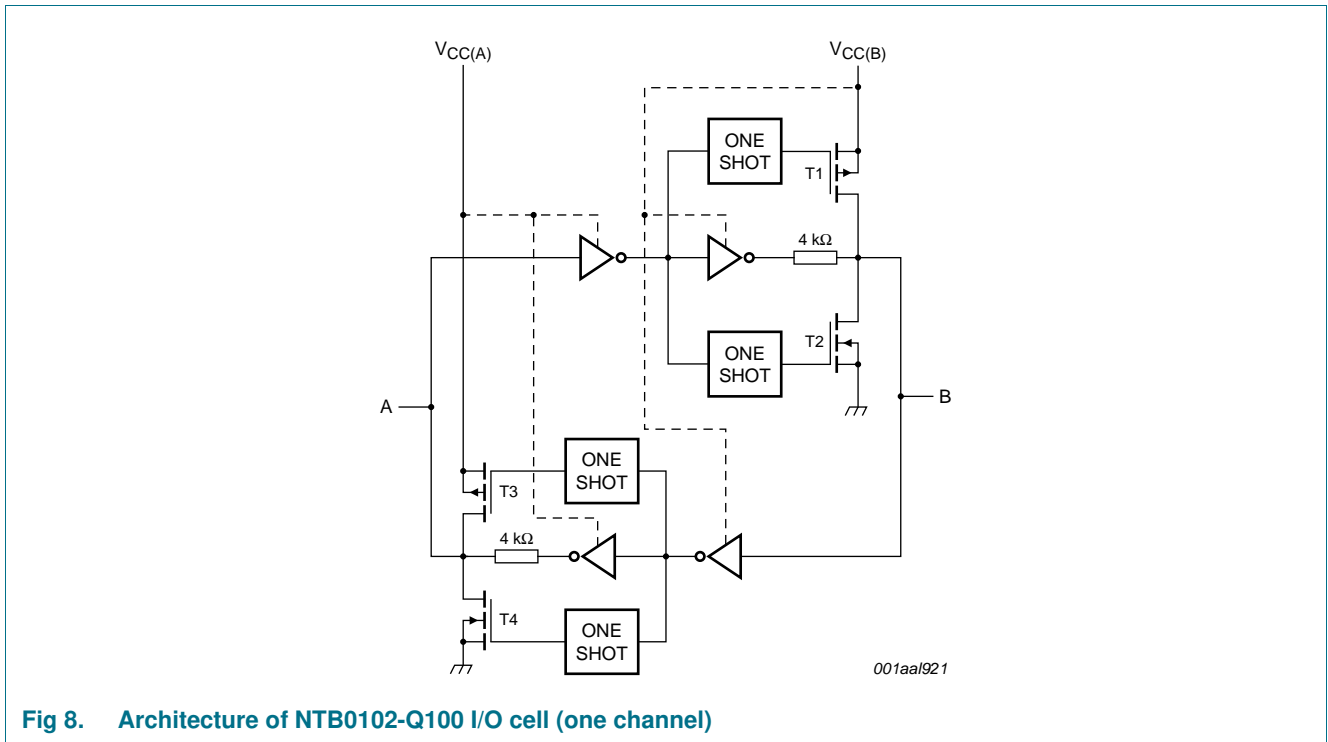 VCC(A)
VCC(B)
ONE
SHOT
T1
4 kΩ
ONE
SHOT
T2
A
B
ONE
SHOT
T3
4 kΩ
T4
ONE
SHOT
001aal921
Fig 8. Architecture of NTB0102-Q100 I/O cell (one channel)